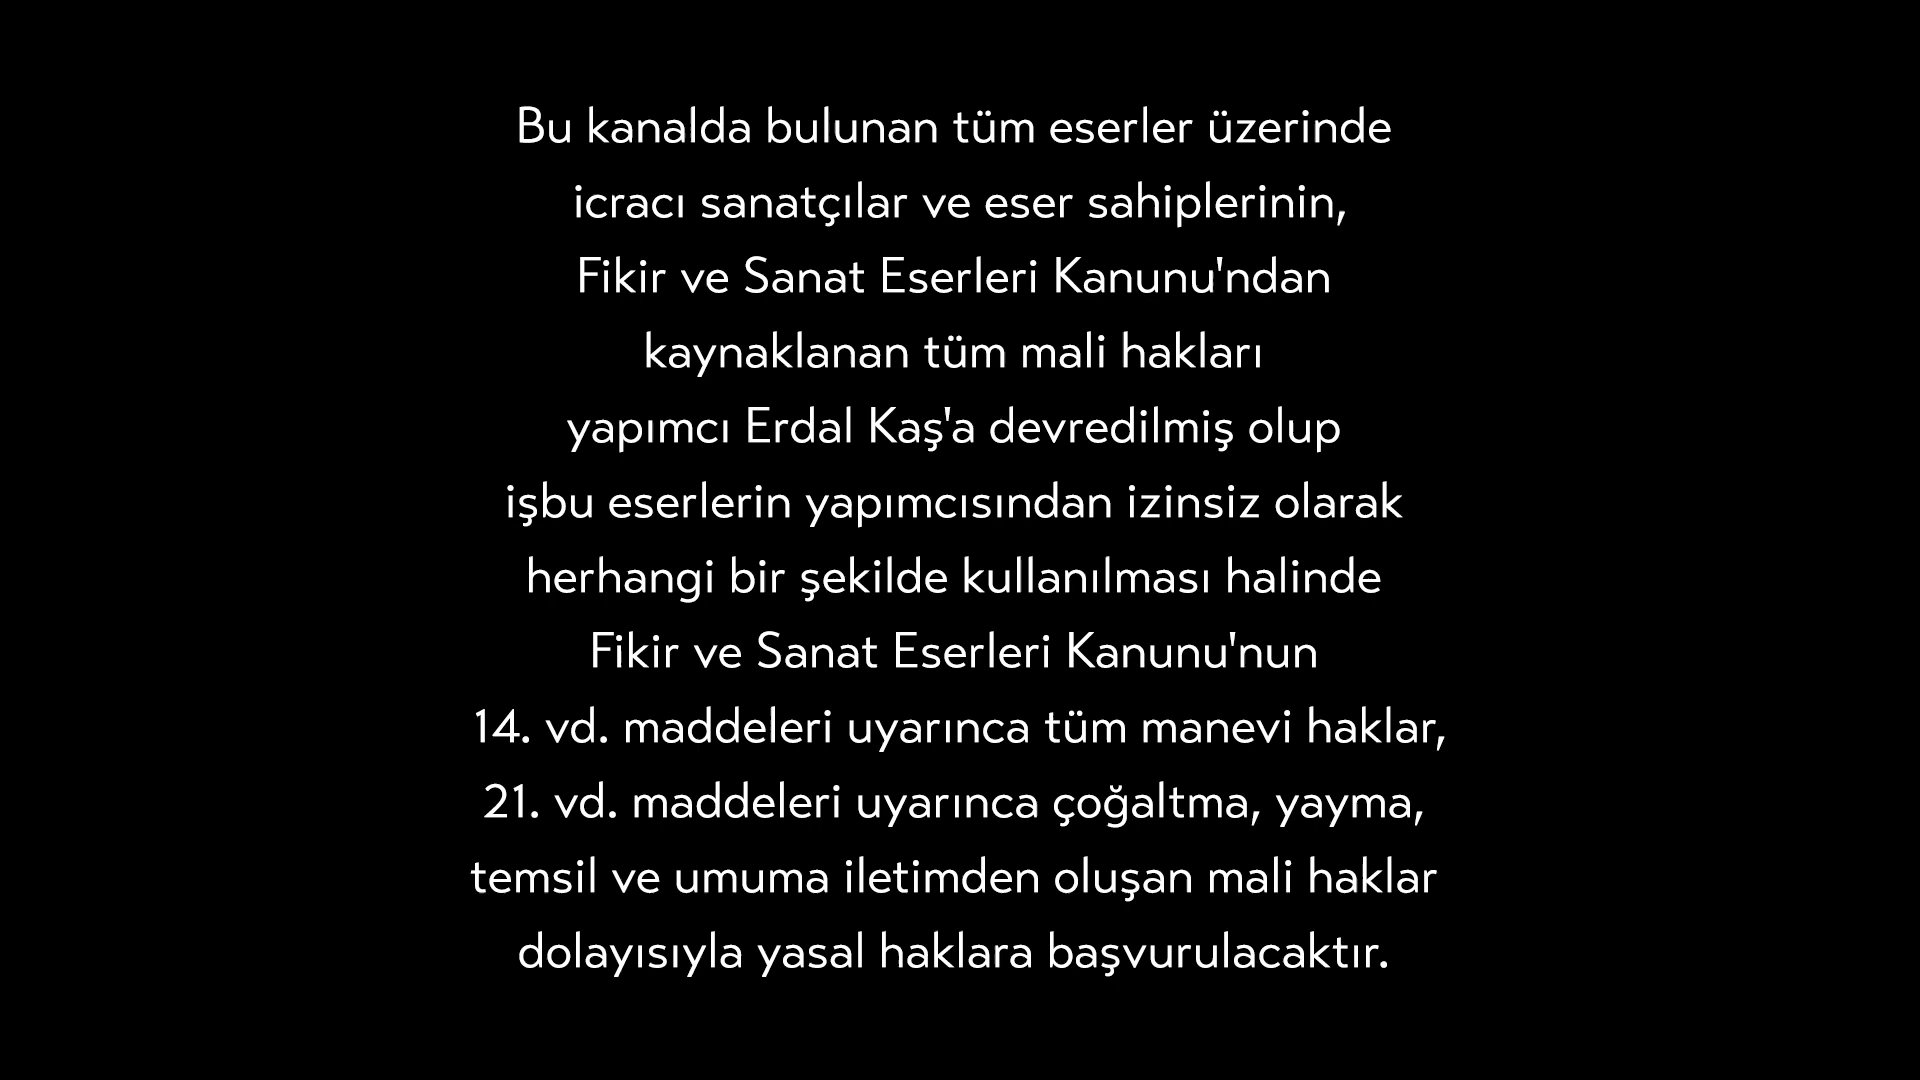 Bu kanalda bulunan tüm eserler üzerinde
icracı sanatçılar ve eser sahiplerinin,
Fikir ve Sanat Eserleri Kanunu'ndan
kaynaklanan tüm mali hakları
yapımcı Erdal Kaş'a devredilmiş olup
işbu eserlerin yapımcısından izinsiz olarak
herhangi bir şekilde kullanılması halinde
Fikir ve Sanat Eserleri Kanunu'nun
14. vd. maddeleri uyarınca tüm manevi haklar,
21. vd. maddeleri uyarınca çoğaltma, yayma,
temsil ve umuma iletimden oluşan mali haklar
dolayısıyla yasal haklara başvurulacaktır.